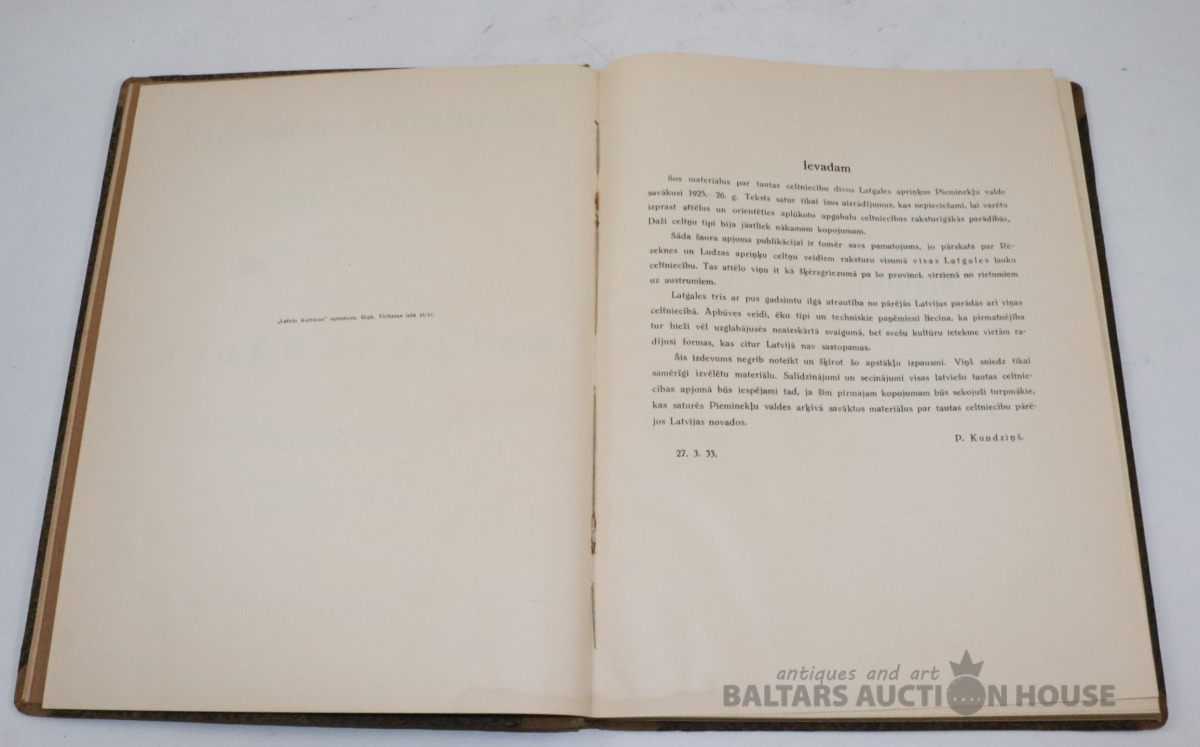 „Latvju Kultūras" spiestuve, Rīgā, Tērbatas ielā 15/17.
Ievadam
Šos materiālus par tautas celtniecību divos Latgales apriņķos Pieminekļu valde
savākusi 1925.—26. g. Teksts satur tikai īsus aizrādījumus, kas nepieciešami, lai varētu
izprast attēlus un orientēties aplūkoto apgabalu celtniecības raksturīgākās parādībās.
Daži celtņu tipi bija jāatliek nākamam kopojumam.
Šāda šaura apjoma publikācijai ir tomēr savs pamatojums, jo pārskats par Rē-
zeknes un Ludzas apriņķu celtņu veidiem raksturo visumā visas Latgales lauku
celtniecību. Tas attēlo viņu it kā šķērsgriezumā pa šo provinci, virzienā no rietumiem
uz austrumiem.
Latgales trīs ar pus gadsimtu ilgā atrautība no pārējās Latvijas parādās arī viņas
celtniecībā. Apbūves veidi, ēku tipi un techniskie paņēmieni liecina, ka pirmatnējība
tur bieži vēl uzglabājusēs neaizskārtā svaigumā, bet svešu kultūru ietekme vietām ra-
dījusi formas, kas citur Latvijā nav sastopamas.
Šis izdevums negrib noteikt un šķirot šo apstākļu izpausmi. Viņš sniedz tikai
samērīgi izvēlētu materiālu. Salīdzinājumi un secinājumi visas latviešu tautas celtnie-
cības apjomā būs iespējami tad, ja šim pirmajam kopojumam būs sekojuši turpmākie,
kas saturēs Pieminekļu valdes arķīvā savāktos materiālus par tautas celtniecību pārē-
jos Latvijas novados.
P. Kundziņš.
27. 3. 33.
antiques and art
BALTARS AUCTION HOUSE